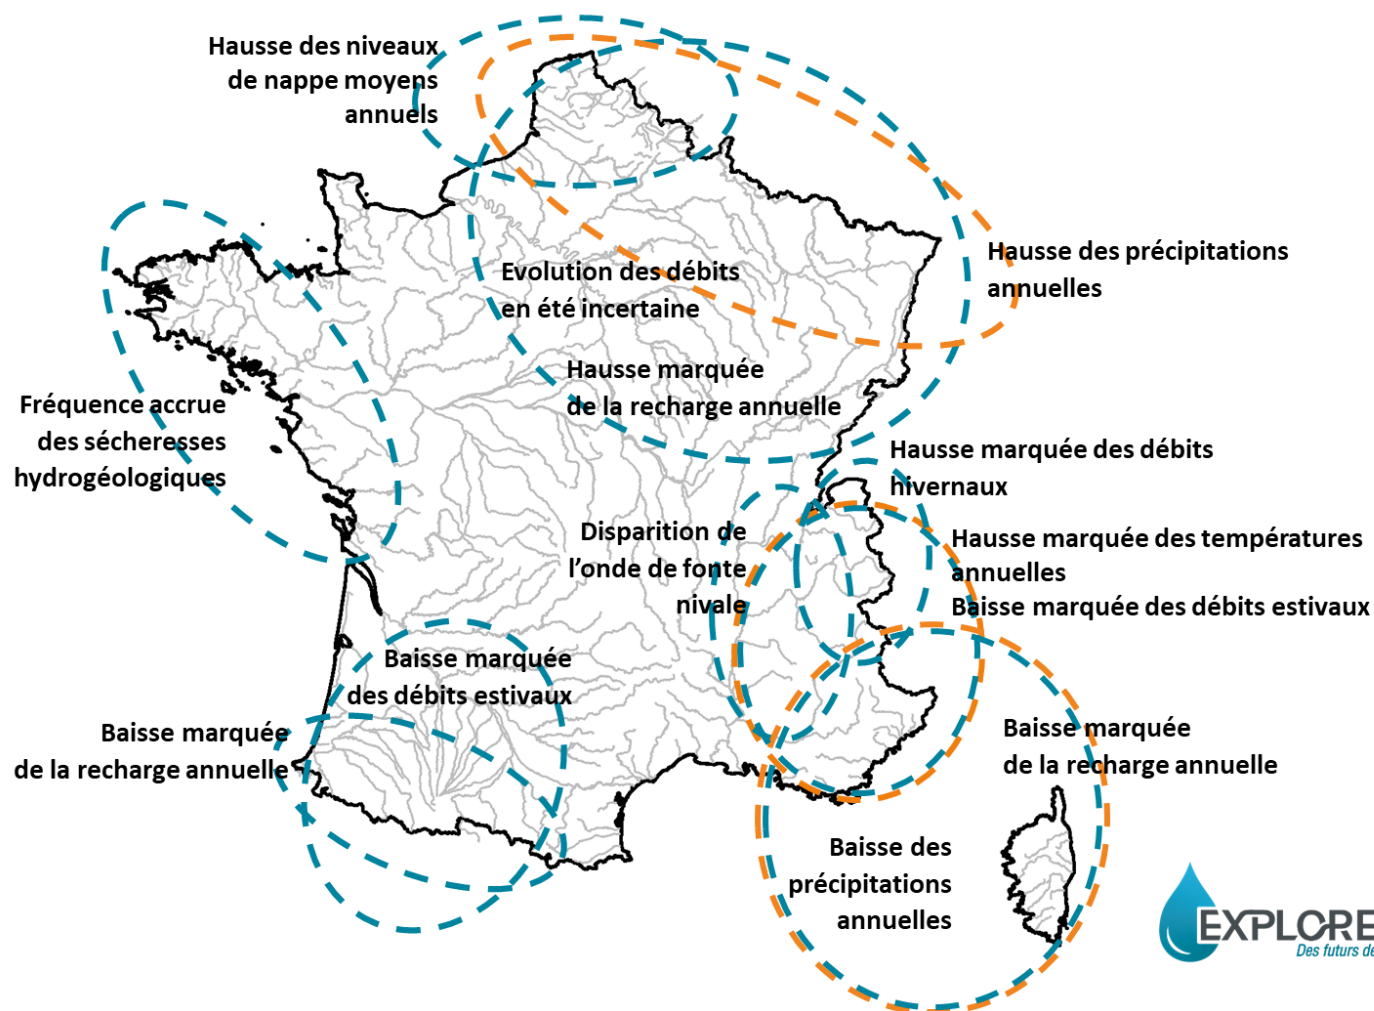 Hausse des niveaux
de nappe moyens
annuels
Hausse des précipitations
annuelles
Evolution des débits
en été incertaine
Hausse marquée
de la recharge annuelle
Fréquence accrue
des sécheresses
hydrogéologiques
Hausse marquée des débits
hivernaux
Disparition de
l'onde de fonte
nivale
Hausse marquée des températures
annuelles
Baisse marquée des débits estivaux
Baisse marquée
des débits estivaux
Baisse marquée
de la recharge annuelle
Baisse marquée
de la recharge annuelle
Baisse des
précipitations
annuelles
EXPLORE
Des futurs de